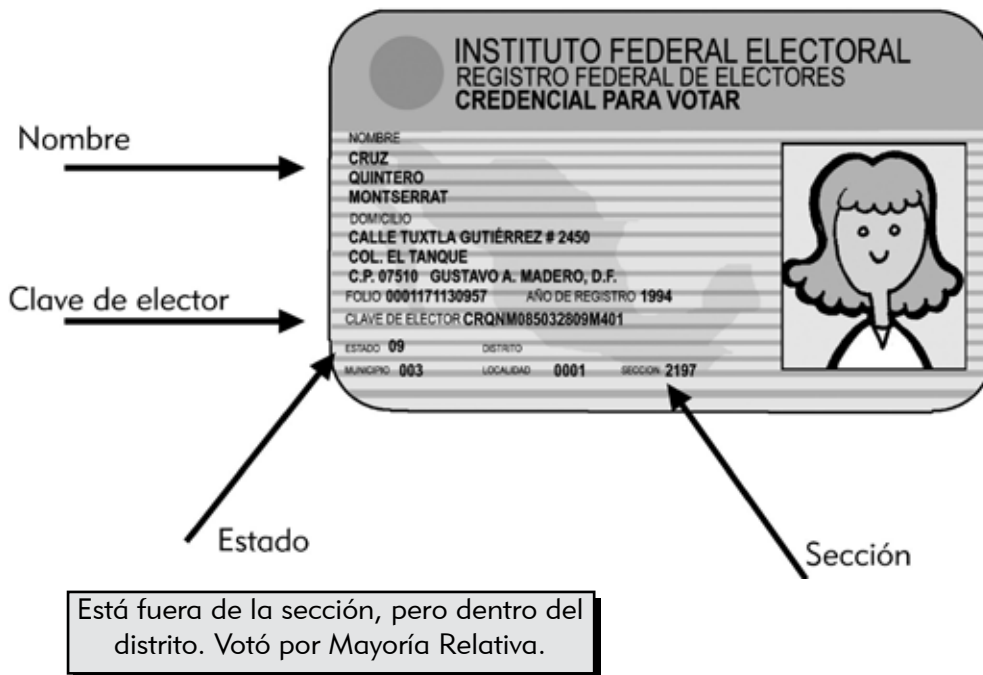 INSTITUTO FEDERAL ELECTORAL
REGISTRO FEDERAL DE ELECTORES
CREDENCIAL PARA VOTAR
Nombre
NOMBRE
CRUZ
QUINTERO
MONTSERRAT
DOMICILIO
CALLE TUXTLA GUTIÉRREZ # 2450
COL. EL TANQUE
C.P. 07510 GUSTAVO A. MADERO, D.F.
Clave de elector
FOLIO 0001171130957 AÑO DE REGISTRO 1994
CLAVE DE ELECTOR CRQNM085032809M401
ESTADO 09 DISTRITO
MUNICIPIO 003 LOCALIDAD 0001 SECCION 2197
Estado
Sección
Está fuera de la sección, pero dentro del
distrito. Votó por Mayoría Relativa.